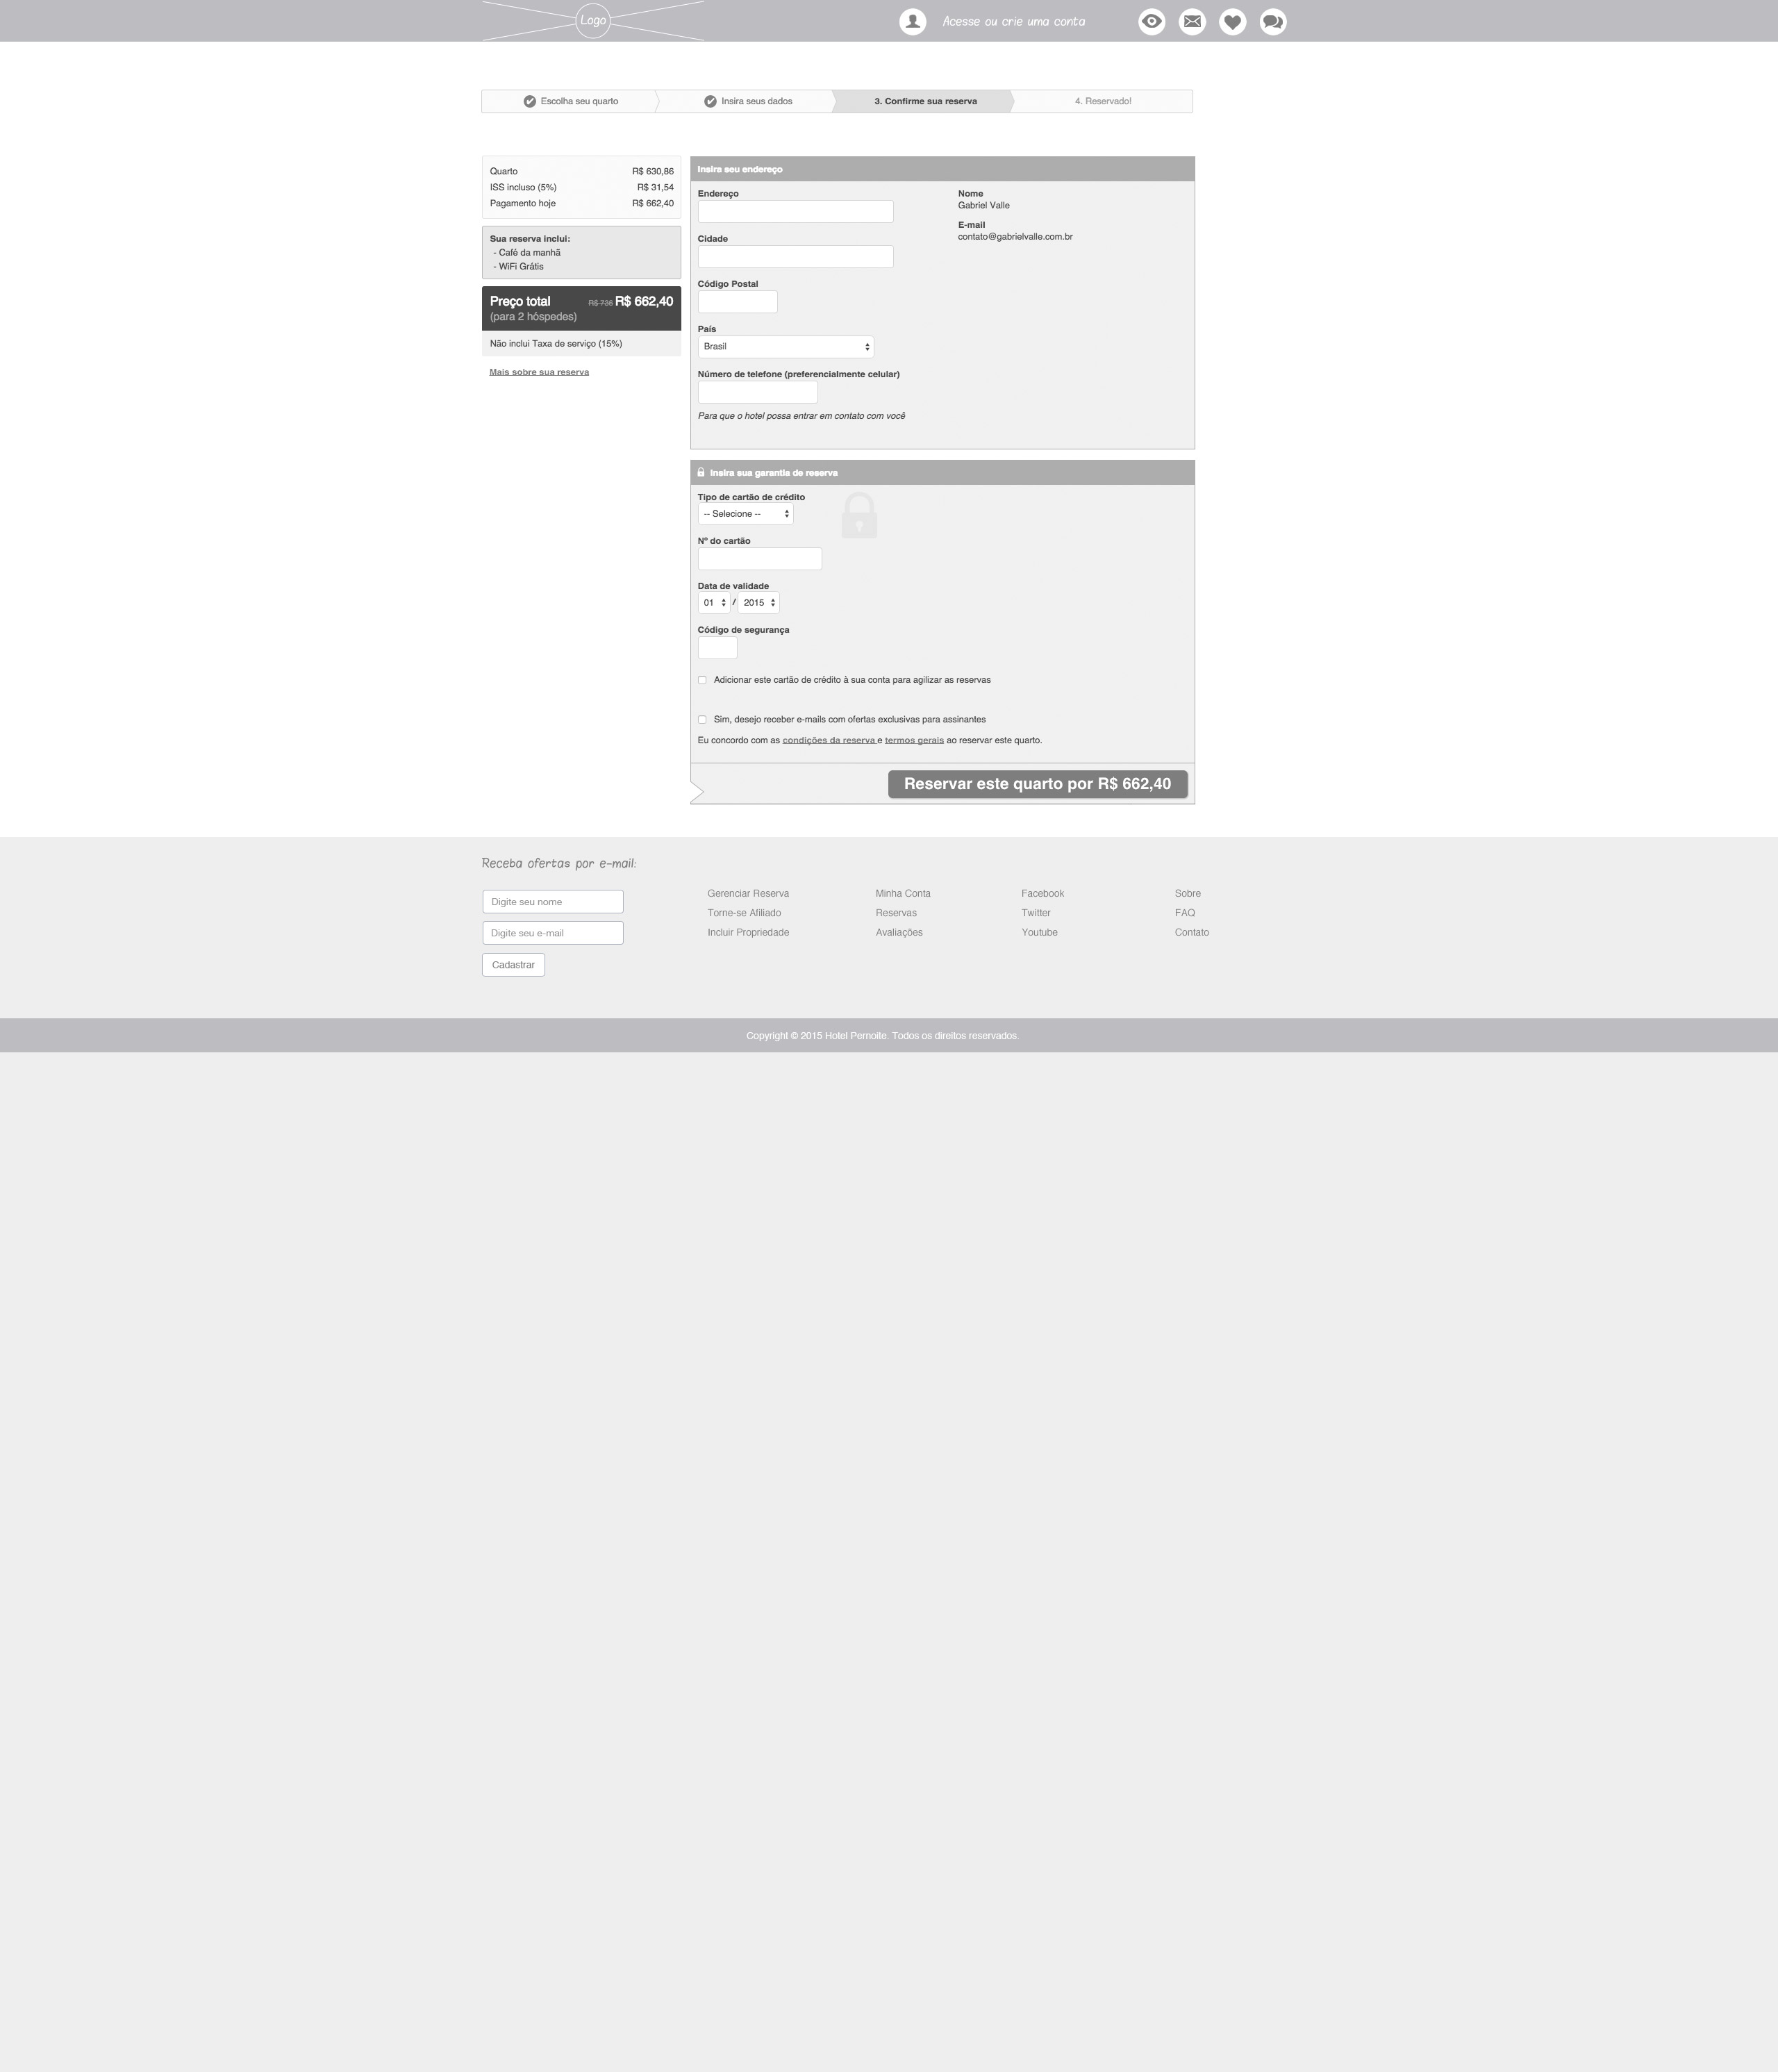 Logo
Acesse ou crie uma conta
Escolha seu quarto
Insira seus dados
3. Confirme sua reserva
4. Reservado!
Quarto R$ 630,86
ISS incluso (5%) R$ 31,54
Pagamento hoje R$ 662,40
Sua reserva inclui:
- Café da manhã
- WiFi Grátis
Preço total R$ 736 R$ 662,40
(para 2 hóspedes)
Não inclui Taxa de serviço (15%)
Mais sobre sua reserva
Insira seu endereço
Endereço
Cidade
Código Postal
País
Brasil
Número de telefone (preferencialmente celular)
Para que o hotel possa entrar em contato com você
Nome
Gabriel Valle
E-mail
contato@gabrielvalle.com.br
Insira sua garantia de reserva
Tipo de cartão de crédito
-- Selecione --
Nº do cartão
Data de validade
01 / 2015
Código de segurança
Adicionar este cartão de crédito à sua conta para agilizar as reservas
Sim, desejo receber e-mails com ofertas exclusivas para assinantes
Eu concordo com as condições da reserva e termos gerais ao reservar este quarto.
Reservar este quarto por R$ 662,40
Receba ofertas por e-mail:
Digite seu nome
Digite seu e-mail
Cadastrar
Gerenciar Reserva
Torne-se Afiliado
Incluir Propriedade
Minha Conta
Reservas
Avaliações
Facebook
Twitter
Youtube
Sobre
FAQ
Contato
Copyright © 2015 Hotel Pernoite. Todos os direitos reservados.